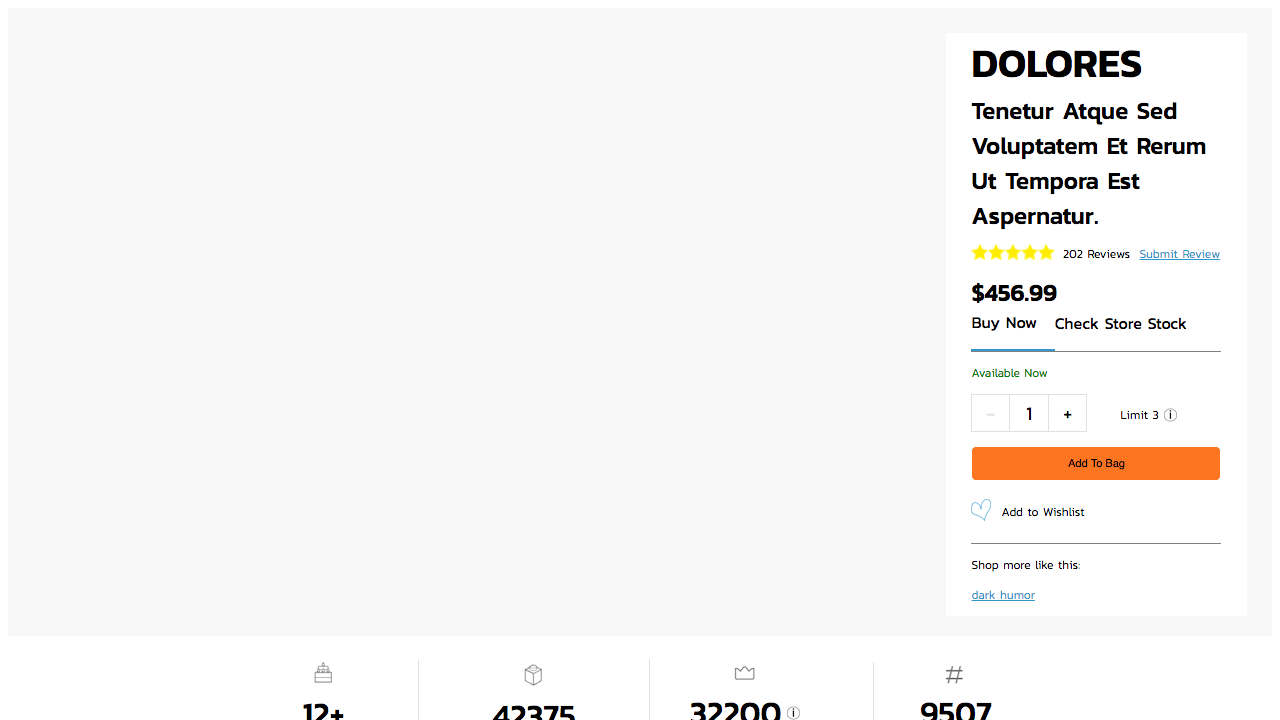 DOLORES
Tenetur Atque Sed
Voluptatem Et Rerum
Ut Tempora Est
Aspernatur.
202 Reviews Submit Review
$456.99
Buy Now Check Store Stock
Available Now
− 1 + Limit 3 ⓘ
Add To Bag
Add to Wishlist
Shop more like this:
dark humor
12+ 42375 32200 ⓘ 9507